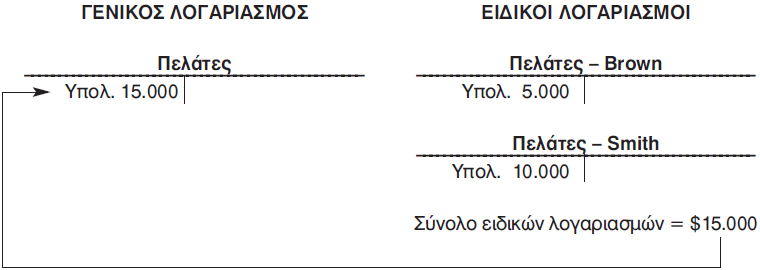 ΓΕΝΙΚΟΣ ΛΟΓΑΡΙΑΣΜΟΣ
Πελάτες
Υπολ. 15.000
ΕΙΔΙΚΟΙ ΛΟΓΑΡΙΑΣΜΟΙ
Πελάτες – Brown
Υπολ. 5.000
Πελάτες – Smith
Υπολ. 10.000
Σύνολο ειδικών λογαριασμών = $15.000